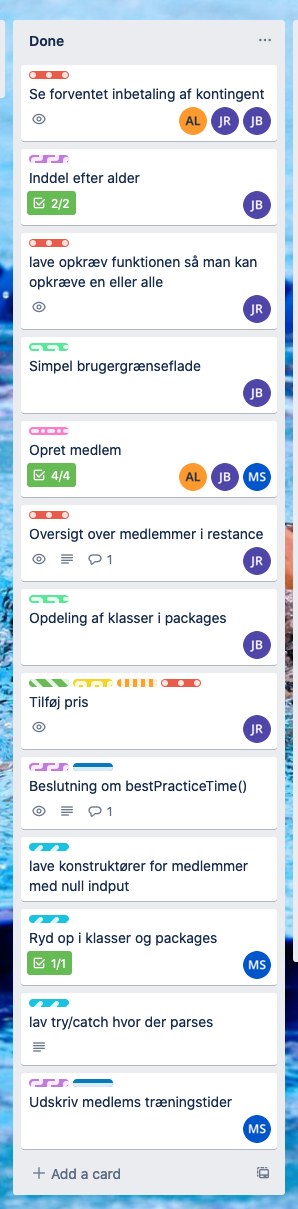 Done
Se forventet inbetaling af kontingent
AL JR JB
Inddel efter alder
2/2 JB
lave opkræv funktionen så man kan
opkræve en eller alle
JR
Simpel brugergrænseflade
JB
Opret medlem
4/4 AL JB MS
Oversigt over medlemmer i restance
1 JR
Opdeling af klasser i packages
JB
Tilføj pris
JR
Beslutning om bestPracticeTime()
1
lave konstruktører for medlemmer
med null indput
Ryd op i klasser og packages
1/1 MS
lav try/catch hvor der parses
Udskriv medlems træningstider
MS
Add a card